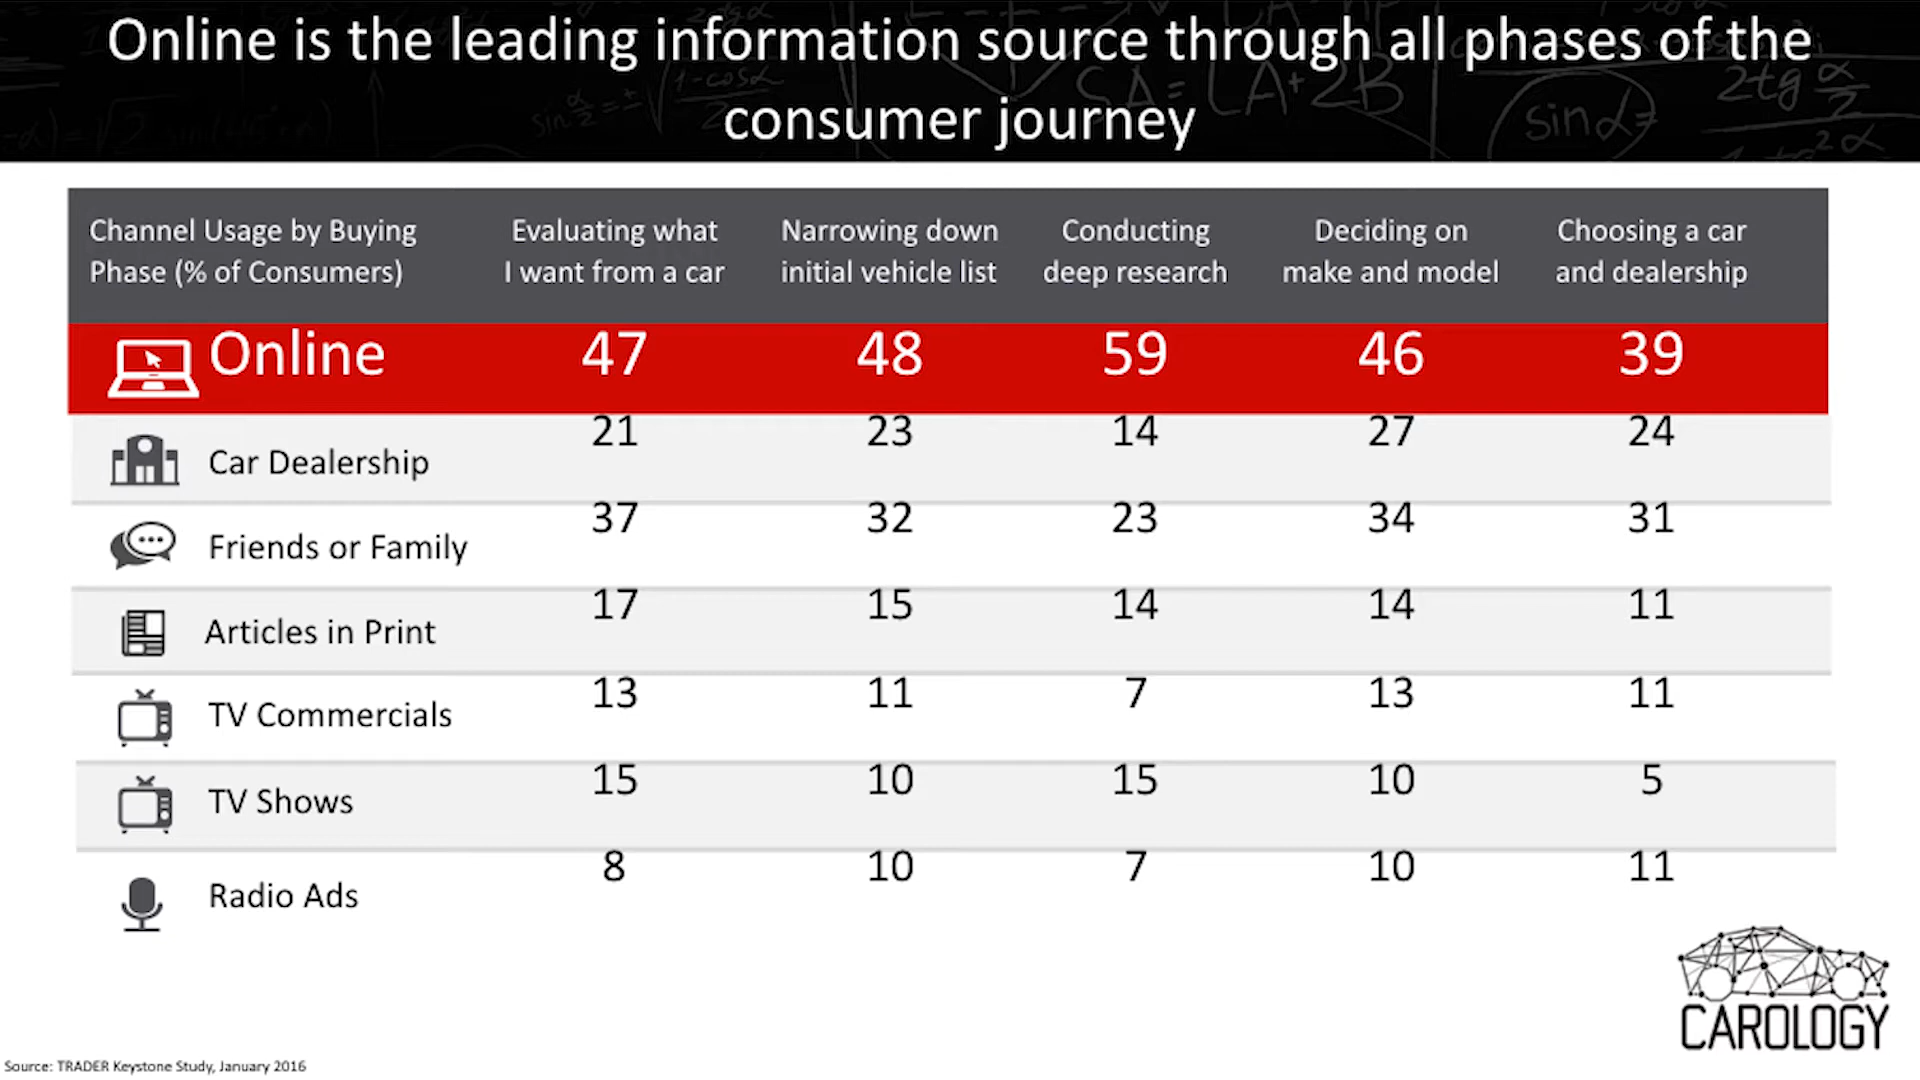 Online is the leading information source through all phases of the
consumer journey
Channel Usage by Buying
Phase (% of Consumers)
Evaluating what
I want from a car
Narrowing down
initial vehicle list
Conducting
deep research
Deciding on
make and model
Choosing a car
and dealership
Online 47 48 59 46 39
Car Dealership 21 23 14 27 24
Friends or Family 37 32 23 34 31
Articles in Print 17 15 14 14 11
TV Commercials 13 11 7 13 11
TV Shows 15 10 15 10 5
Radio Ads 8 10 7 10 11
CAROLOGY
Source: TRADER Keystone Study, January 2016